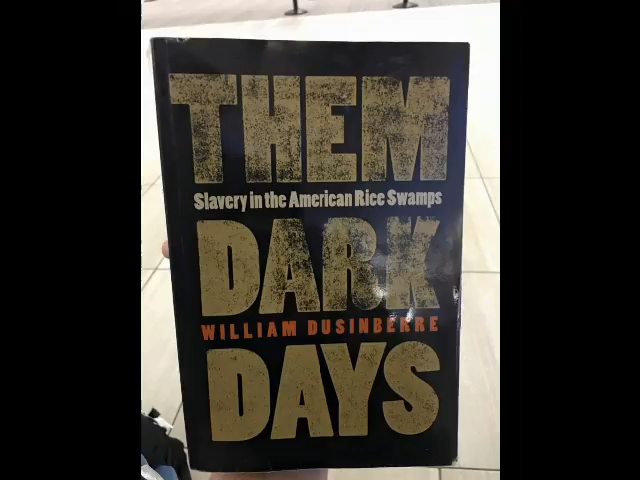 THEM
Slavery in the American Rice Swamps
DARK
WILLIAM DUSINBERRE
DAYS